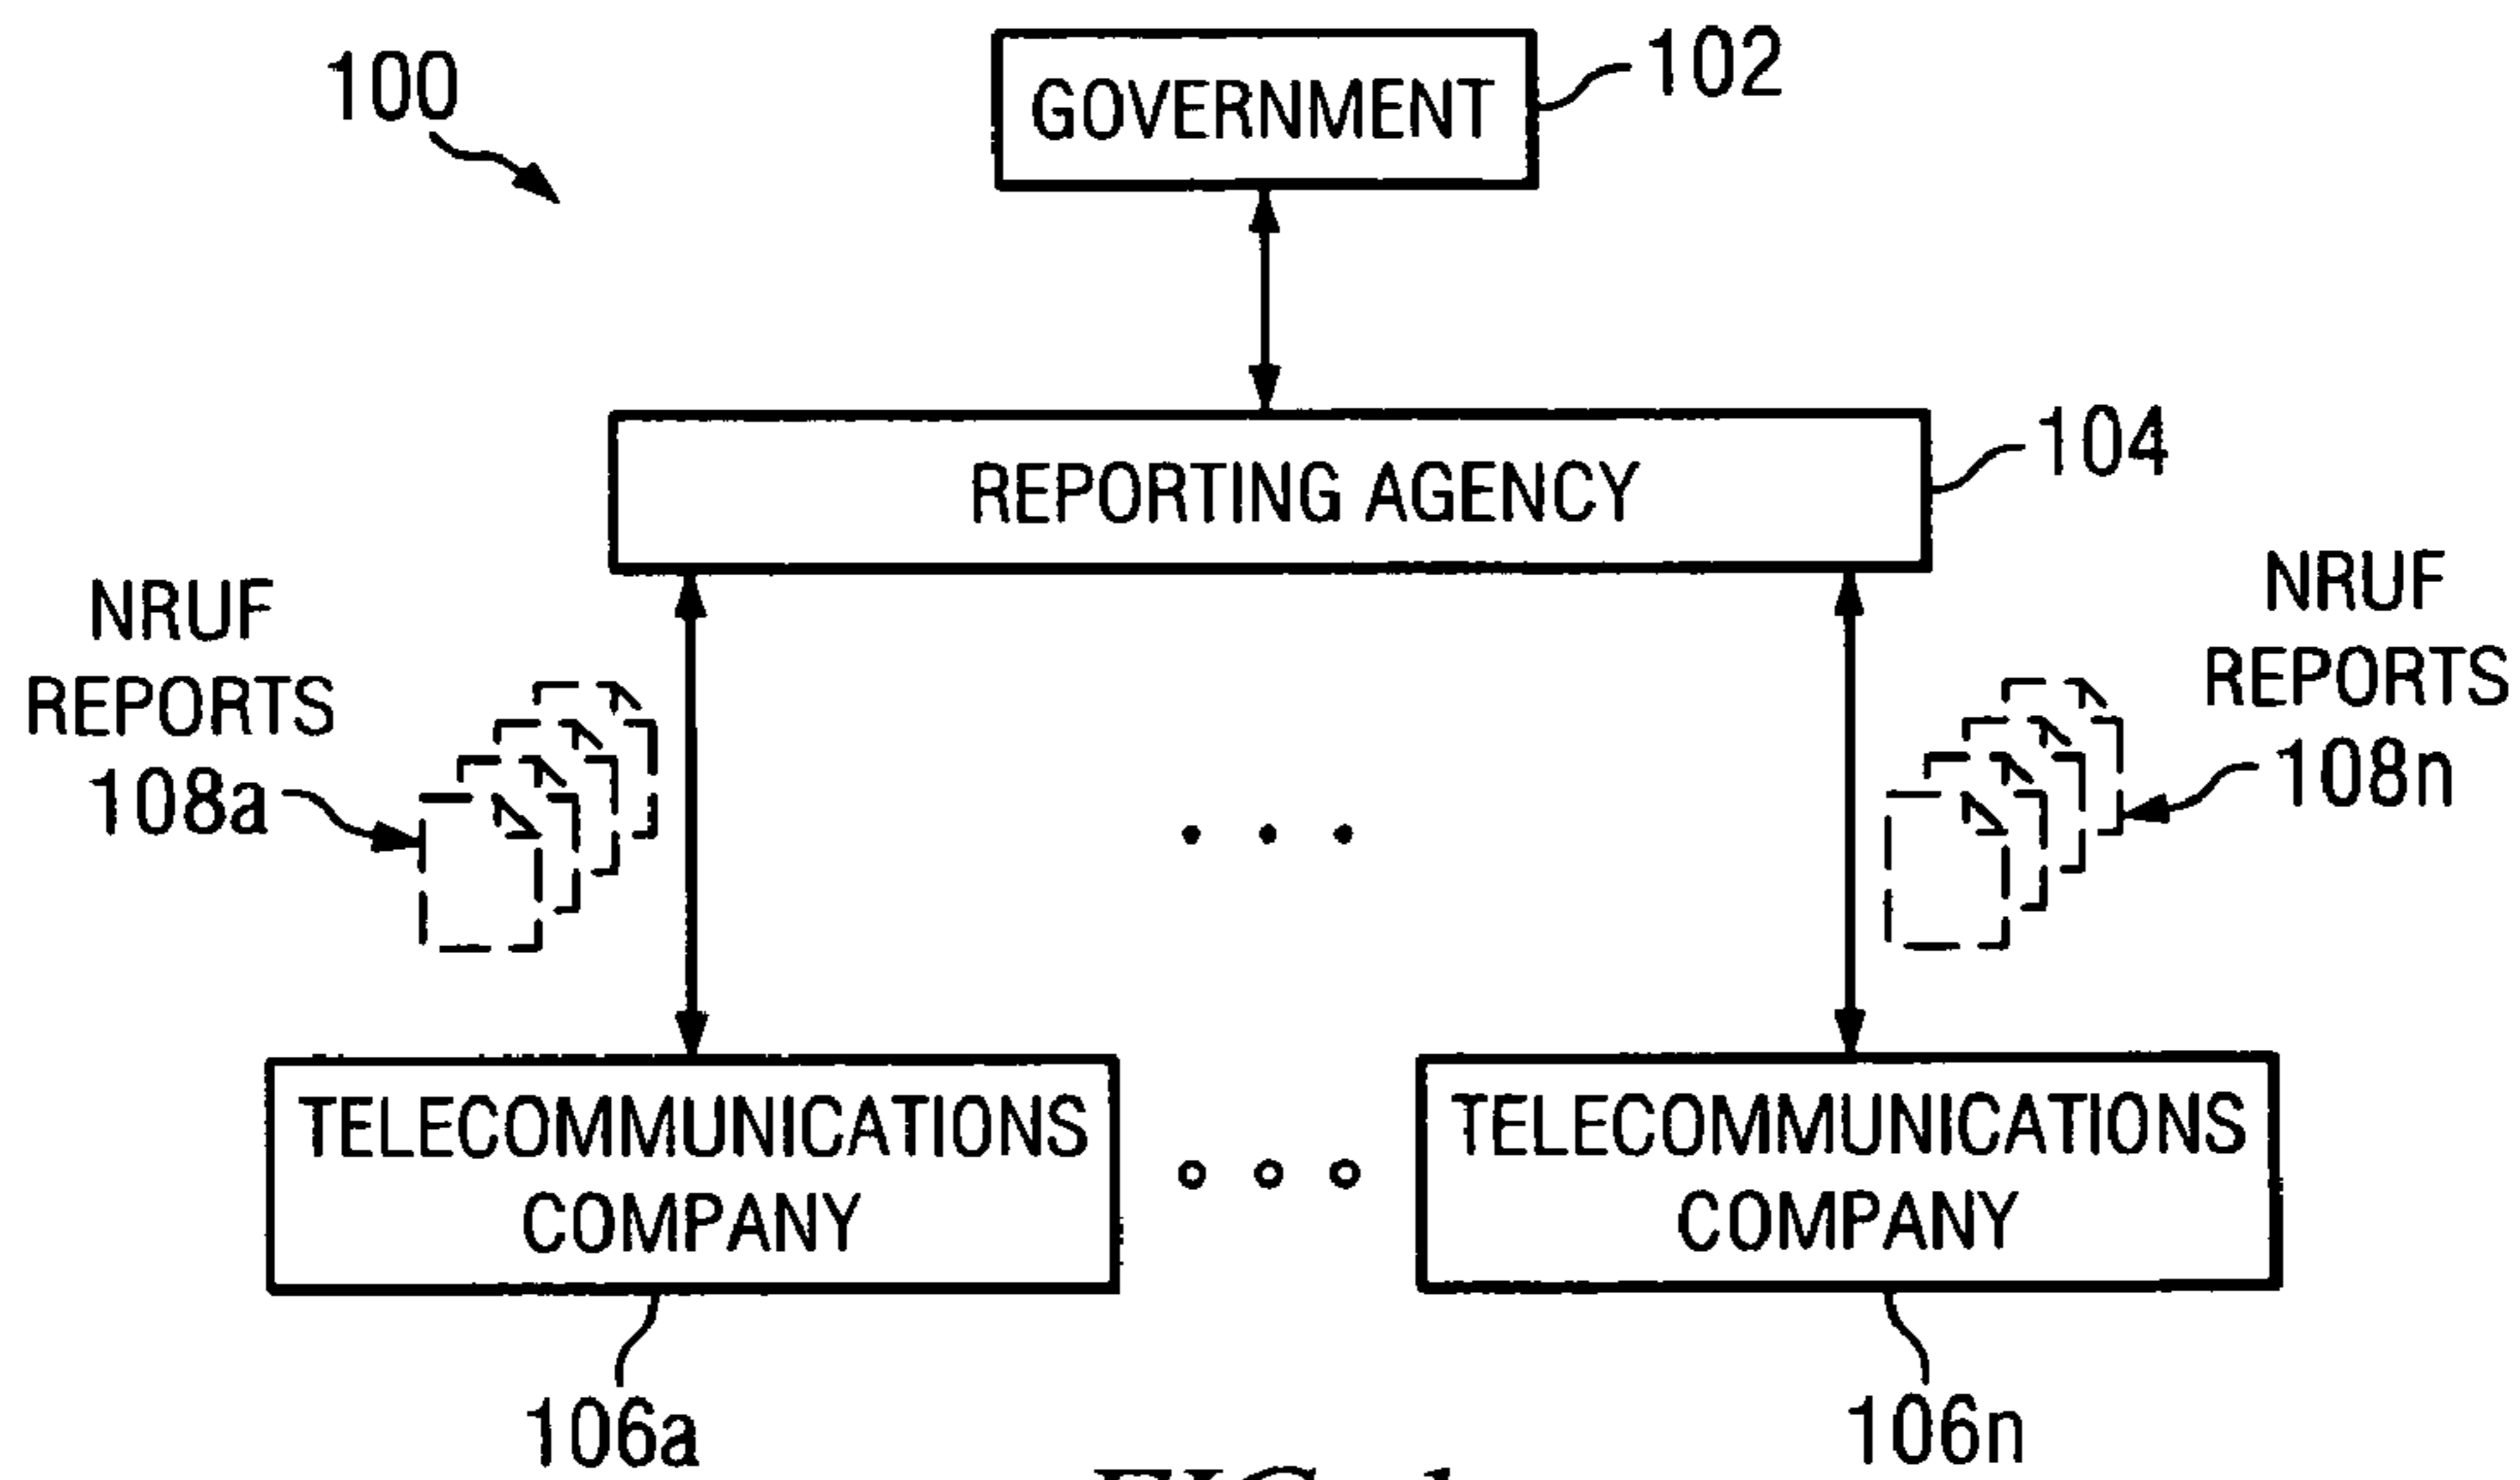 100
GOVERNMENT
102
REPORTING AGENCY
104
NRUF
REPORTS
108a
NRUF
REPORTS
108n
TELECOMMUNICATIONS
COMPANY
TELECOMMUNICATIONS
COMPANY
106a
106n